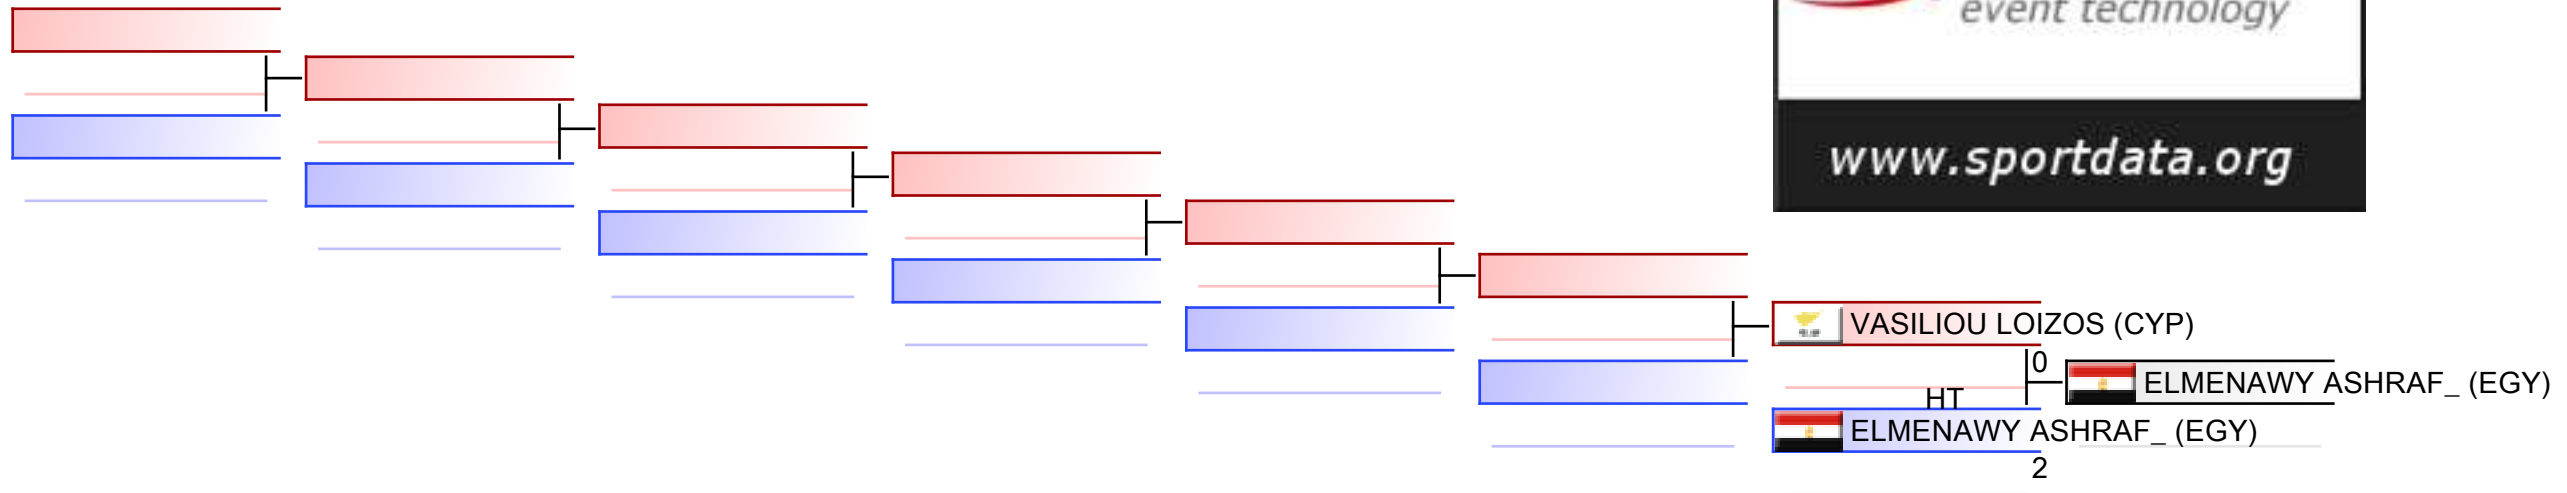 event technology
www.sportdata.org
VASILIOU LOIZOS (CYP)
0
ELMENAWY ASHRAF_ (EGY)
HT
ELMENAWY ASHRAF_ (EGY)
2